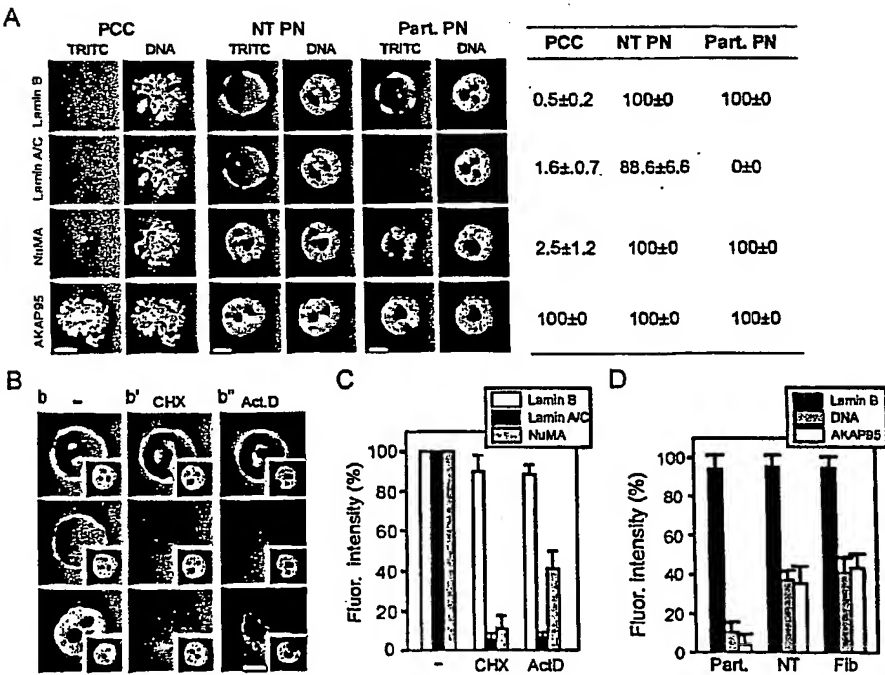 A
PCC NT PN Part. PN
TRITC DNA TRITC DNA TRITC DNA
PCC NT PN Part. PN
Lamin B
0.5±0.2 100±0 100±0
Lamin A/C
1.6±.0.7 88.6±6.6 0±0
NuMA
2.5±1.2 100±0 100±0
AKAP95
100±0 100±0 100±0
B
b - b' CHX b" Act.D
C
Lamin B
Lamin A/C
NuMA
Fluor. intensity (%)
100
80
60
40
20
0
- CHX ActD
D
Lamin B
DNA
AKAP95
Fluor. intensity (%)
100
80
60
40
20
0
Part. NT Fib